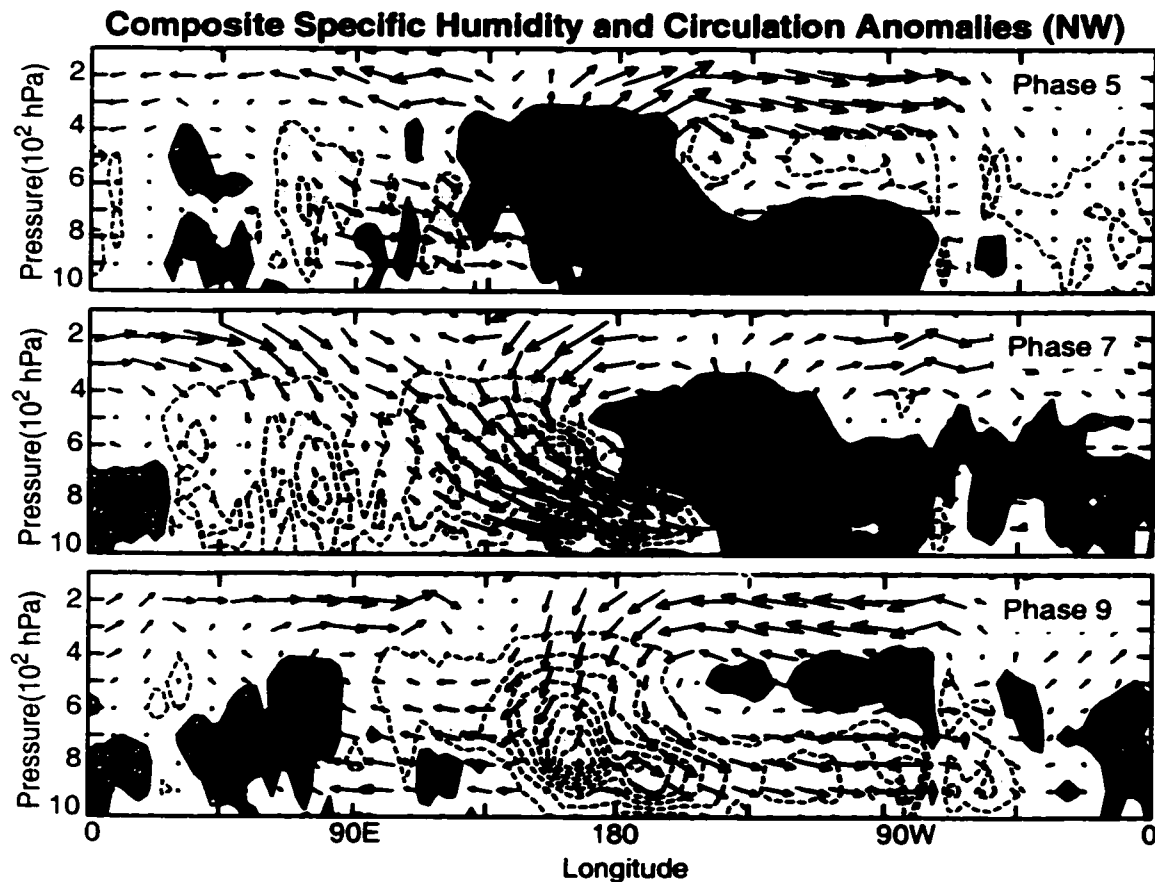 Composite Specific Humidity and Circulation Anomalies (NW)
Phase 5
Pressure(10² hPa)
2
4
6
8
10
Phase 7
Pressure(10² hPa)
2
4
6
8
10
Phase 9
Pressure(10² hPa)
2
4
6
8
10
0 90E 180 90W 0
Longitude